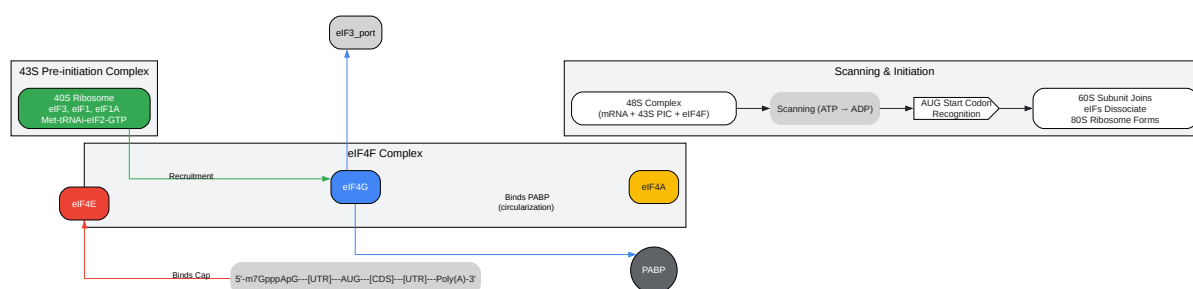 eIF3_port
43S Pre-initiation Complex
40S Ribosome
eIF3, eIF1, eIF1A
Met-tRNAi-eIF2-GTP
Scanning & Initiation
48S Complex
(mRNA + 43S PIC + eIF4F)
Scanning (ATP → ADP)
AUG Start Codon
Recognition
60S Subunit Joins
eIFs Dissociate
80S Ribosome Forms
eIF4F Complex
Recruitment
eIF4E
eIF4G
Binds PABP
(circularization)
eIF4A
Binds Cap
5'-m7GpppApG---[UTR]---AUG---[CDS]---[UTR]---Poly(A)-3'
PABP